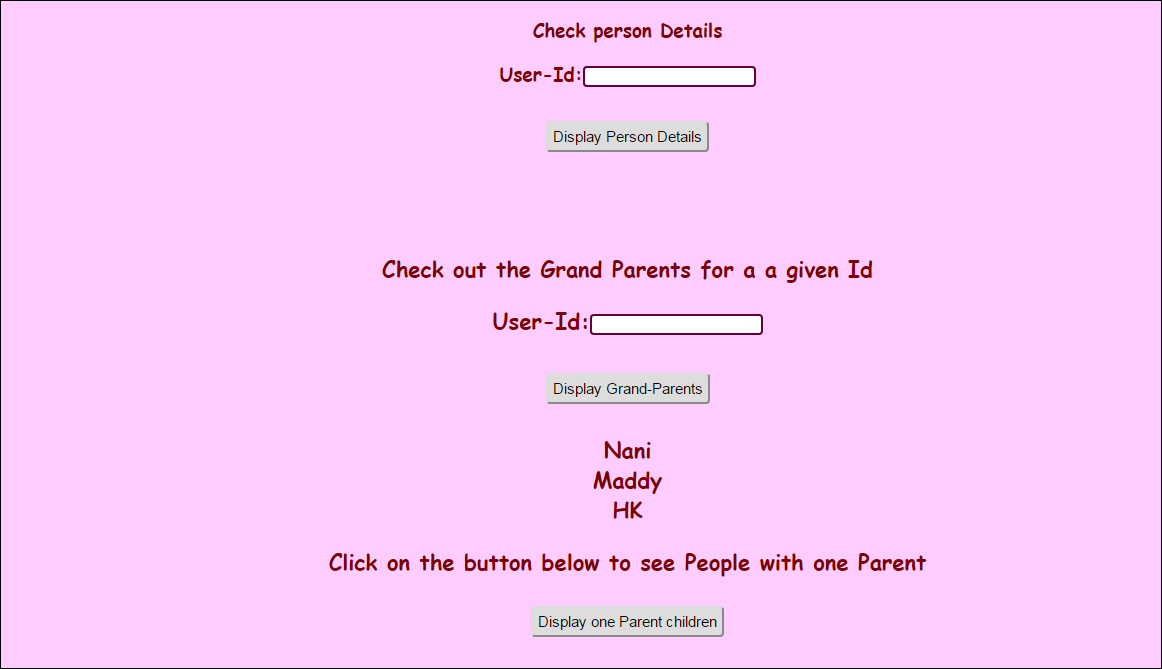 Check person Details
User-Id:
Display Person Details
Check out the Grand Parents for a a given Id
User-Id:
Display Grand-Parents
Nani
Maddy
HK
Click on the button below to see People with one Parent
Display one Parent children